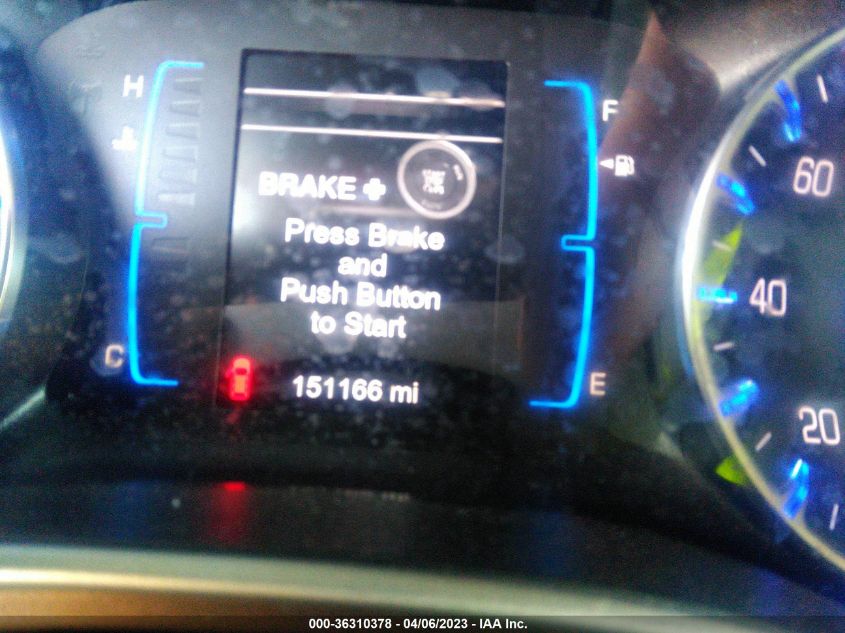 H
F
60
BRAKE +
Press Brake
and
Push Button
to Start
40
C
151166 mi
E
20
000-36310378 - 04/06/2023 - IAA Inc.